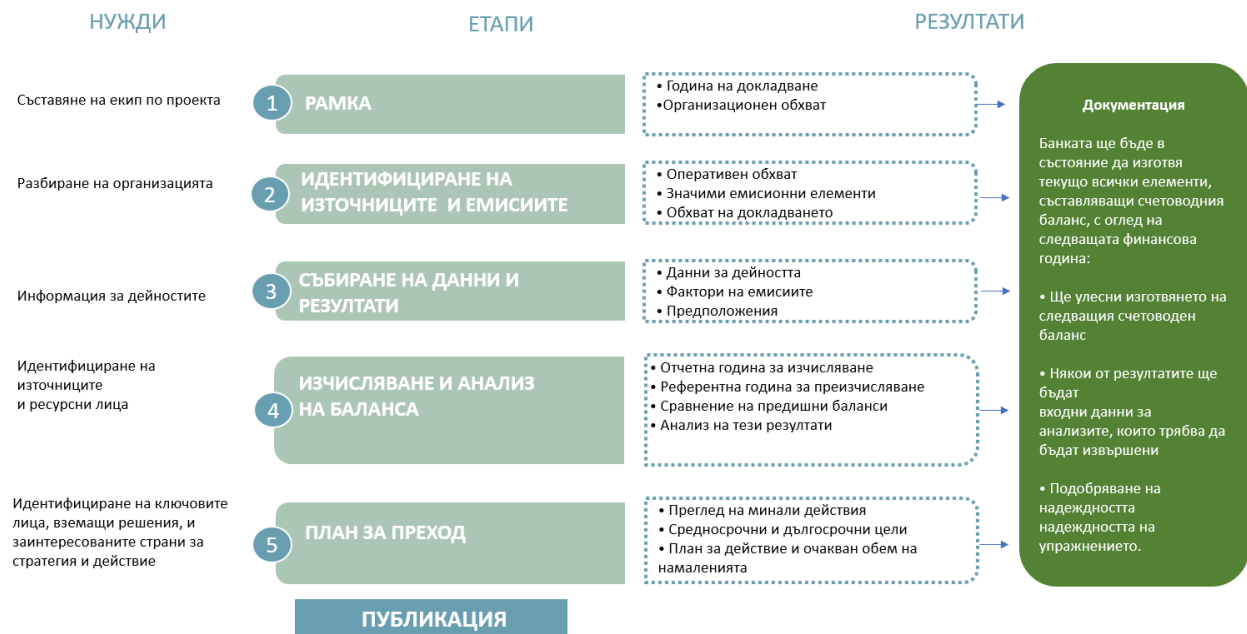 НУЖДИ
ЕТАПИ
РЕЗУЛТАТИ
Съставяне на екип по проекта
1
РАМКА
• Година на докладване
•Организационен обхват
Разбиране на организацията
2
ИДЕНТИФИЦИРАНЕ НА
ИЗТОЧНИЦИТЕ И ЕМИСИИТЕ
• Оперативен обхват
• Значими емисионни елементи
• Обхват на докладването
Информация за дейностите
3
СЪБИРАНЕ НА ДАННИ И
РЕЗУЛТАТИ
• Данни за дейността
• Фактори на емисиите
• Предположения
Идентифициране на
източниците
и ресурсни лица
4
ИЗЧИСЛЯВАНЕ И АНАЛИЗ
НА БАЛАНСА
• Отчетна година за изчисляване
• Референтна година за преизчисляване
• Сравнение на предишни баланси
• Анализ на тези резултати
Идентифициране на ключовите
лица, вземащи решения, и
заинтересованите страни за
стратегия и действие
5
ПЛАН ЗА ПРЕХОД
• Преглед на минали действия
• Средносрочни и дългосрочни цели
• План за действие и очакван обем на
намаленията
ПУБЛИКАЦИЯ
Документация
Банката ще бъде в
състояние да изготвя
текущо всички елементи,
съставляващи счетоводния
баланс, с оглед на
следващата финансова
година:
• Ще улесни изготвянето на
следващия счетоводен
баланс
• Някои от резултатите ще
бъдат
входни данни за
анализите, които трябва да
бъдат извършени
• Подобряване на
надеждността
надеждността на
упражнението.